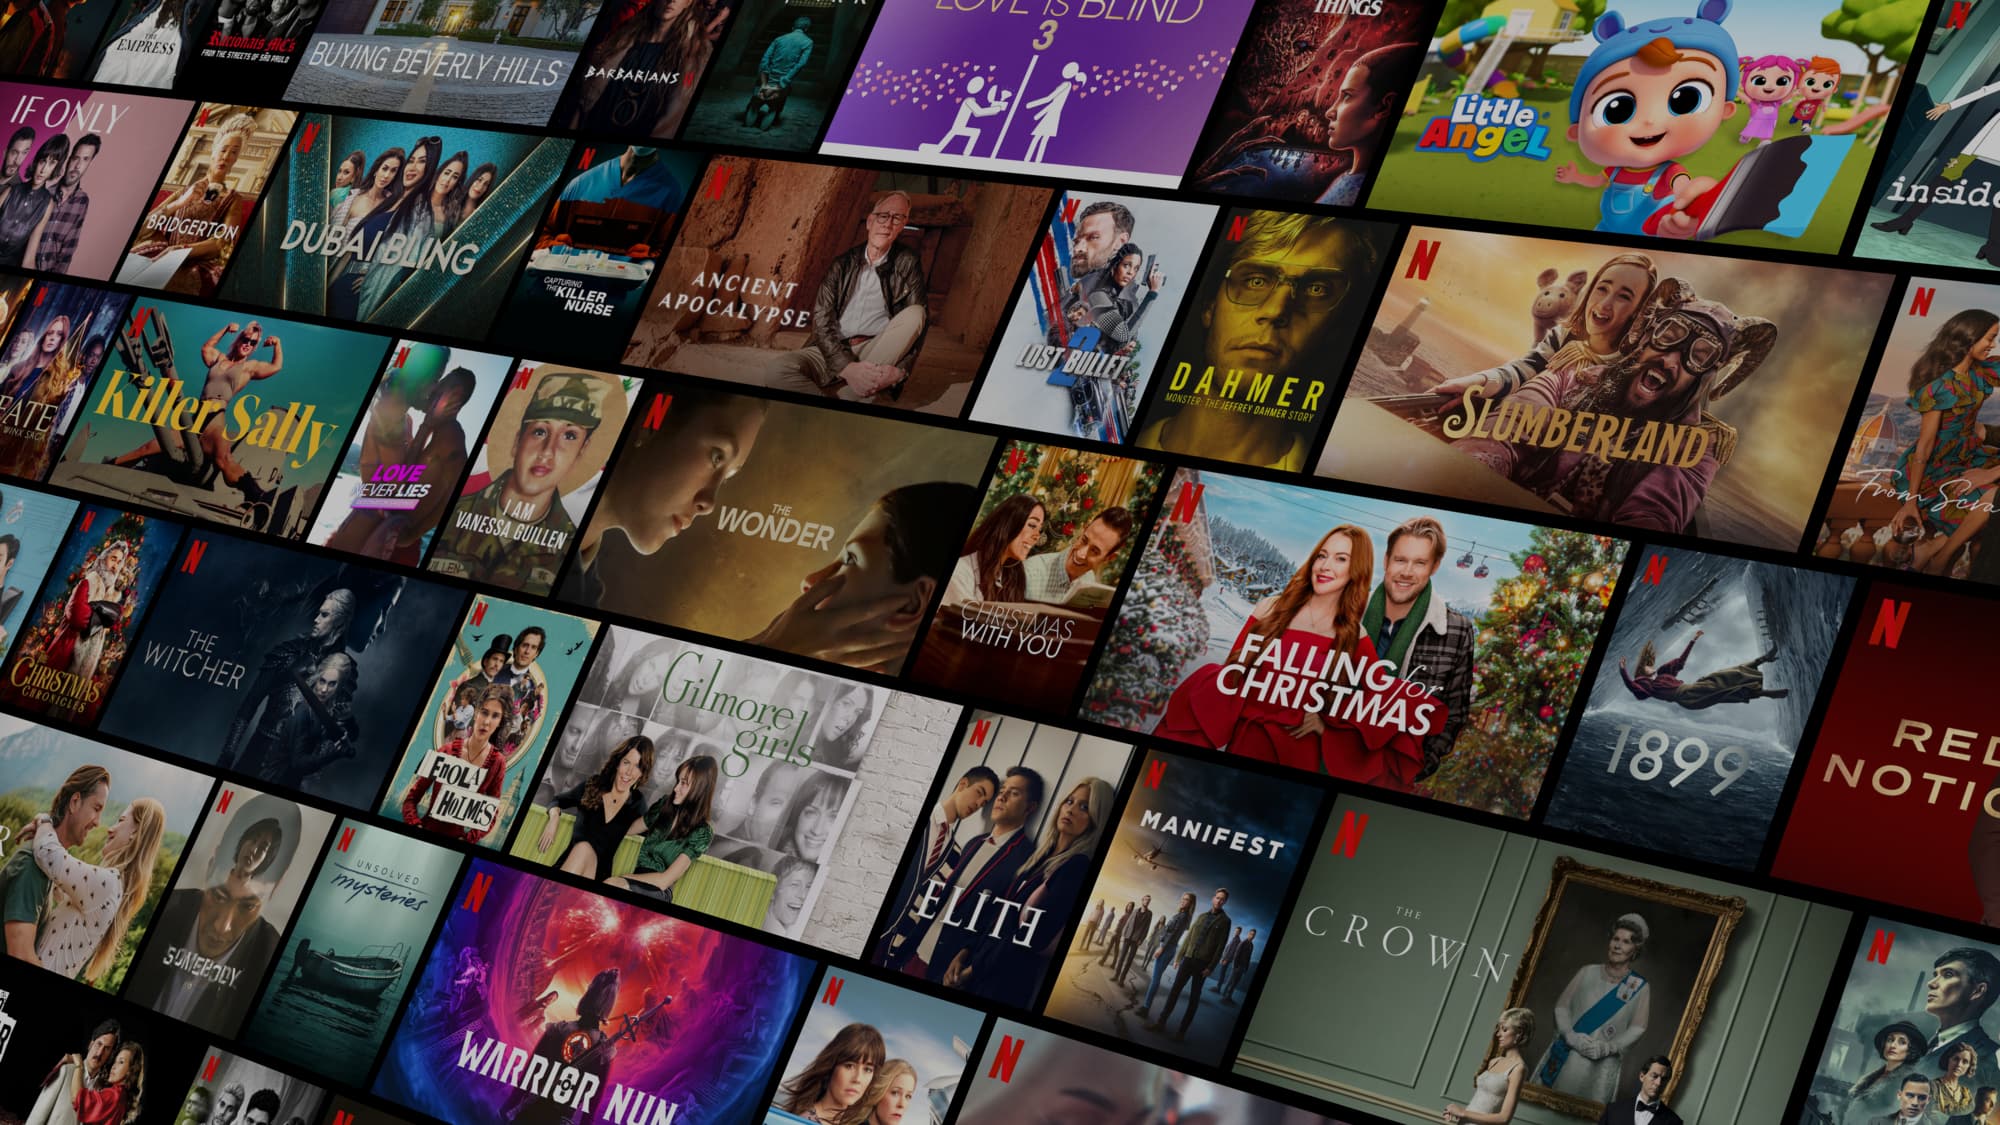 THE
EMPRESS
Racionais MC's
FROM THE STREETS OF SÃO PAULO
BUYING BEVERLY HILLS
BARBARIANS II
LOVE IS BLIND
3
THINGS
Little
Angel
N
IF ONLY
N
BRIDGERTON
N
DUBAI BLING
N
CAPTURING
THE KILLER
NURSE
N
ANCIENT
APOCALYPSE
N
LOST BULLET
2
N
DAHMER
MONSTER: THE JEFFREY DAHMER STORY
N
SLUMBERLAND
inside
N
From Scra
N
FATE
WINX SAGA
N
Killer Sally
N
LOVE
NEVER LIES
N
I AM
VANESSA GUILLEN
N
THE
WONDER
N
CHRISTMAS
WITH YOU
N
FALLING for
CHRISTMAS
N
1899
N
RED
NOTIC
N
THE
CHRISTMAS
CHRONICLES
N
THE
WITCHER
N
ENOLA
HOLMES
Gilmore
girls
N
ELITE
N
MANIFEST
N
THE
CROWN
N
R
N
SOMEBODY
N
UNSOLVED
mysteries
N
WARRIOR NUN
N
N
N
N